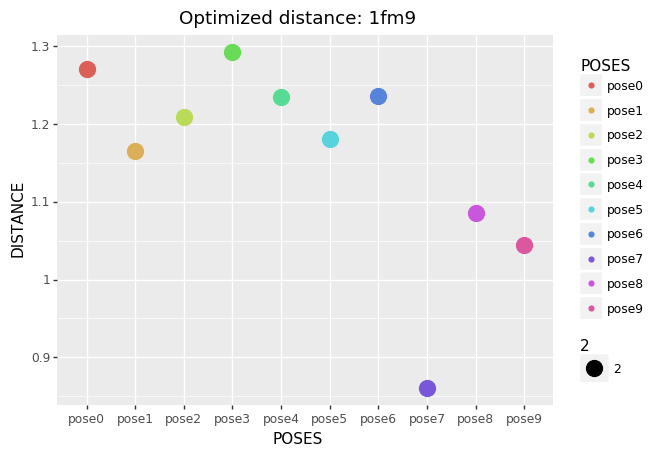 Optimized distance: 1fm9
1.3
1.2
1.1
1
0.9
DISTANCE
pose0 pose1 pose2 pose3 pose4 pose5 pose6 pose7 pose8 pose9
POSES
POSES
pose0
pose1
pose2
pose3
pose4
pose5
pose6
pose7
pose8
pose9
2
2